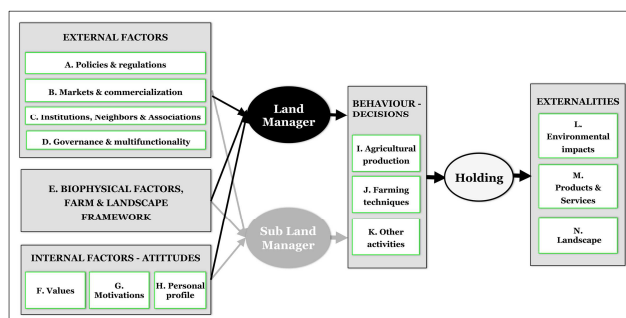 EXTERNAL FACTORS
A. Policies & regulations
B. Markets & commercialization
C. Institutions, Neighbors & Associations
D. Governance & multifunctionality
E. BIOPHYSICAL FACTORS,
FARM & LANDSCAPE
FRAMEWORK
INTERNAL FACTORS - ATTITUDES
F. Values
G.
Motivations
H. Personal
profile
Land
Manager
Sub Land
Manager
BEHAVIOUR -
DECISIONS
I. Agricultural
production
J. Farming
techniques
K. Other
activities
Holding
EXTERNALITIES
L.
Environmental
impacts
M.
Products &
Services
N.
Landscape